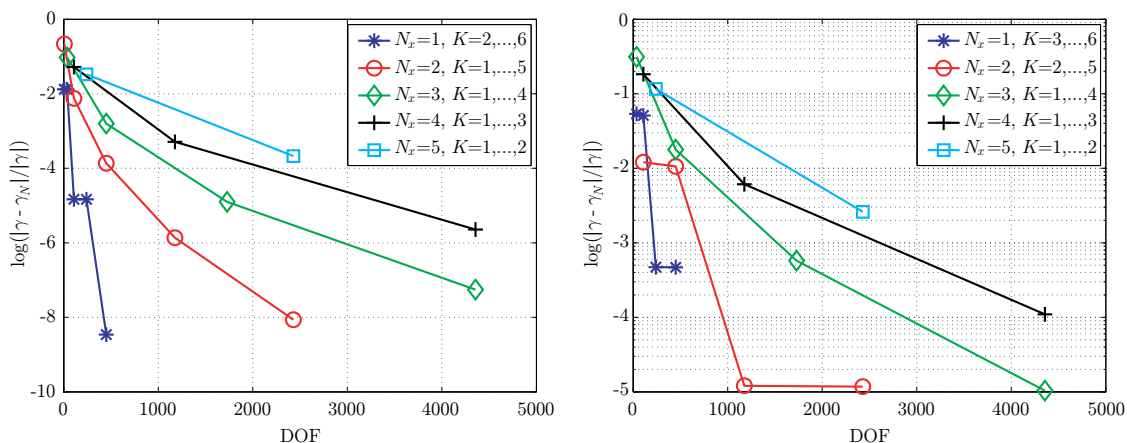 0
-2
-4
-6
-8
-10
log(|γ - γ_N|/|γ|)
0
1000
2000
3000
4000
5000
DOF
N_x=1, K=2,...,6
N_x=2, K=1,...,5
N_x=3, K=1,...,4
N_x=4, K=1,...,3
N_x=5, K=1,...,2
0
-1
-2
-3
-4
-5
log(|γ - γ_N|/|γ|)
0
1000
2000
3000
4000
5000
DOF
N_x=1, K=3,...,6
N_x=2, K=2,...,5
N_x=3, K=1,...,4
N_x=4, K=1,...,3
N_x=5, K=1,...,2